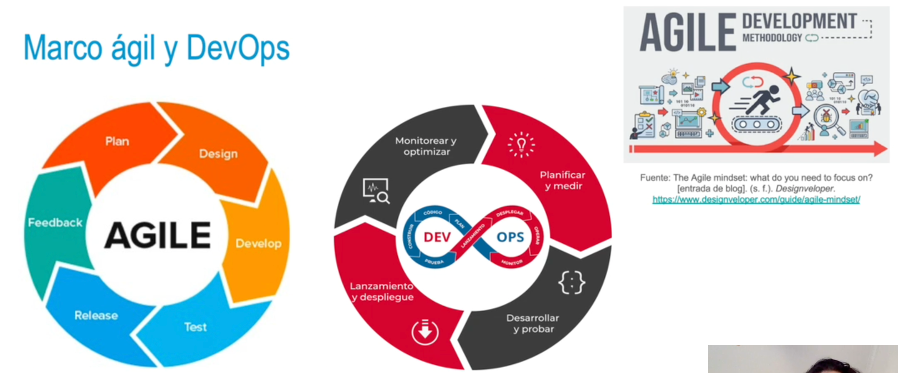 Marco ágil y DevOps
Plan
Design
Develop
Test
Release
Feedback
AGILE
Monitorear y
optimizar
Planificar
y medir
Desarrollar
y probar
Lanzamiento
y despliegue
DEV
OPS
CÓDIGO
PLAN
CONSTRUIR
PRUEBA
LANZAMIENTO
DESPLEGAR
OPERAR
MONITOR
AGILE DEVELOPMENT
METHODOLOGY
Fuente: The Agile mindset: what do you need to focus on?
[entrada de blog]. (s. f.). Designveloper.
https://www.designveloper.com/guide/agile-mindset/